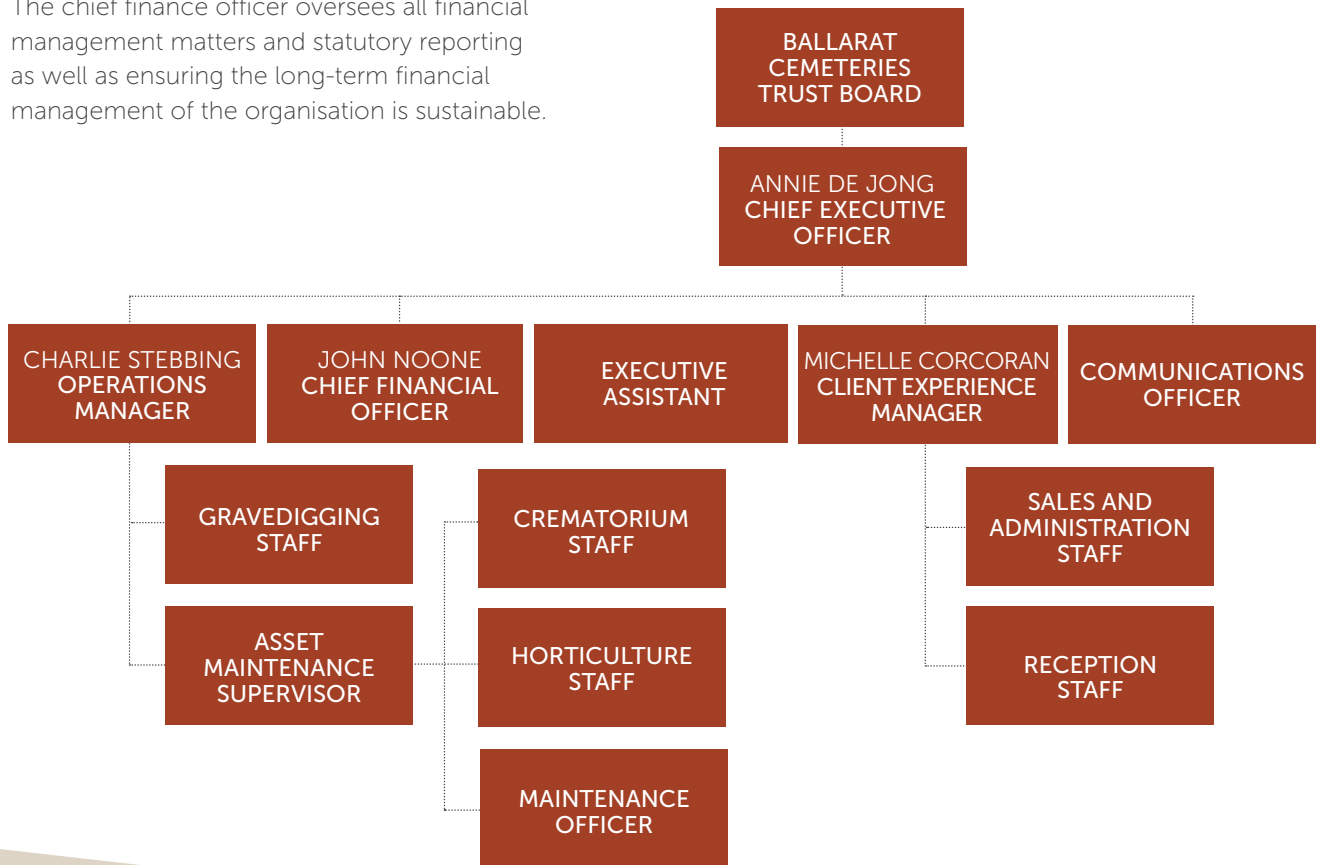 The chief finance officer oversees all financial
management matters and statutory reporting
as well as ensuring the long-term financial
management of the organisation is sustainable.
BALLARAT
CEMETERIES
TRUST BOARD
ANNIE DE JONG
CHIEF EXECUTIVE
OFFICER
CHARLIE STEBBING
OPERATIONS
MANAGER
JOHN NOONE
CHIEF FINANCIAL
OFFICER
EXECUTIVE
ASSISTANT
MICHELLE CORCORAN
CLIENT EXPERIENCE
MANAGER
COMMUNICATIONS
OFFICER
GRAVEDIGGING
STAFF
CREMATORIUM
STAFF
SALES AND
ADMINISTRATION
STAFF
ASSET
MAINTENANCE
SUPERVISOR
HORTICULTURE
STAFF
RECEPTION
STAFF
MAINTENANCE
OFFICER